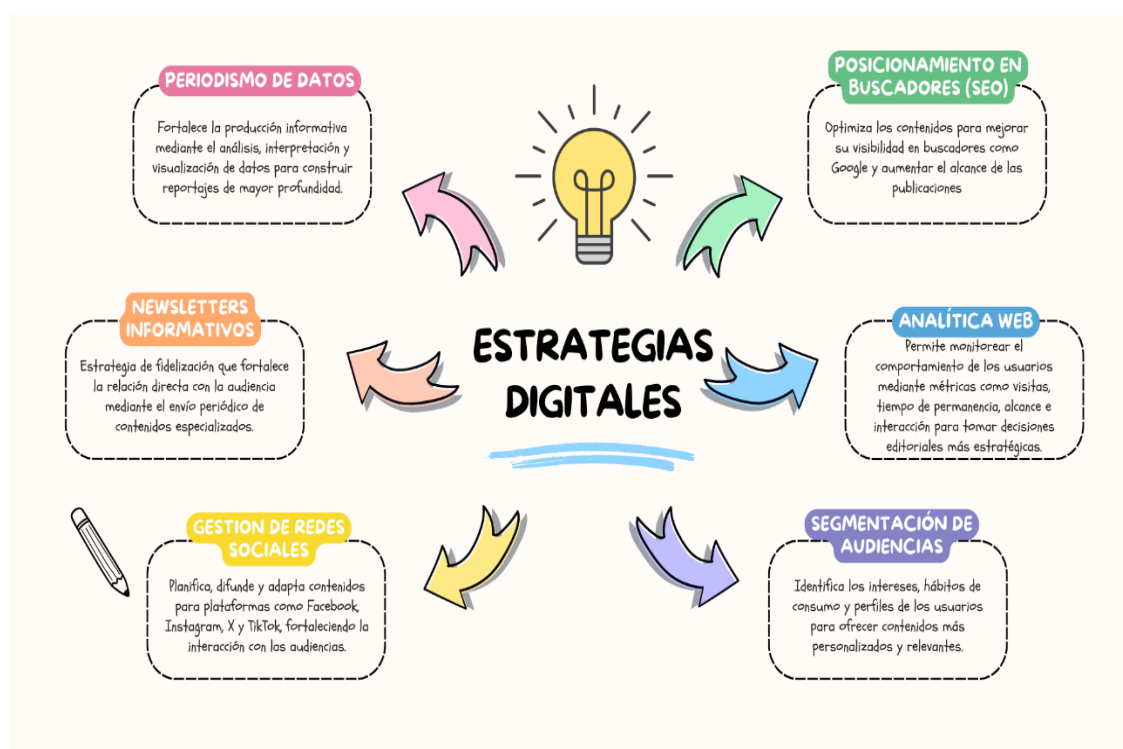 PERIODISMO DE DATOS
Fortalece la producción informativa
mediante el análisis, interpretación y
visualización de datos para construir
reportajes de mayor profundidad.
POSICIONAMIENTO EN
BUSCADORES (SEO)
Optimiza los contenidos para mejorar
su visibilidad en buscadores como
Google y aumentar el alcance de las
publicaciones
NEWSLETTERS
INFORMATIVOS
Estrategia de fidelización que fortalece
la relación directa con la audiencia
mediante el envío periódico de
contenidos especializados.
ESTRATEGIAS
DIGITALES
ANALÍTICA WEB
Permite monitorear el
comportamiento de los usuarios
mediante métricas como visitas,
tiempo de permanencia, alcance e
interacción para tomar decisiones
editoriales más estratégicas.
GESTION DE REDES
SOCIALES
Planifica, difunde y adapta contenidos
para plataformas como Facebook,
Instagram, X y TikTok, fortaleciendo la
interacción con las audiencias.
SEGMENTACIÓN DE
AUDIENCIAS
Identifica los intereses, hábitos de
consumo y perfiles de los usuarios
para ofrecer contenidos más
personalizados y relevantes.